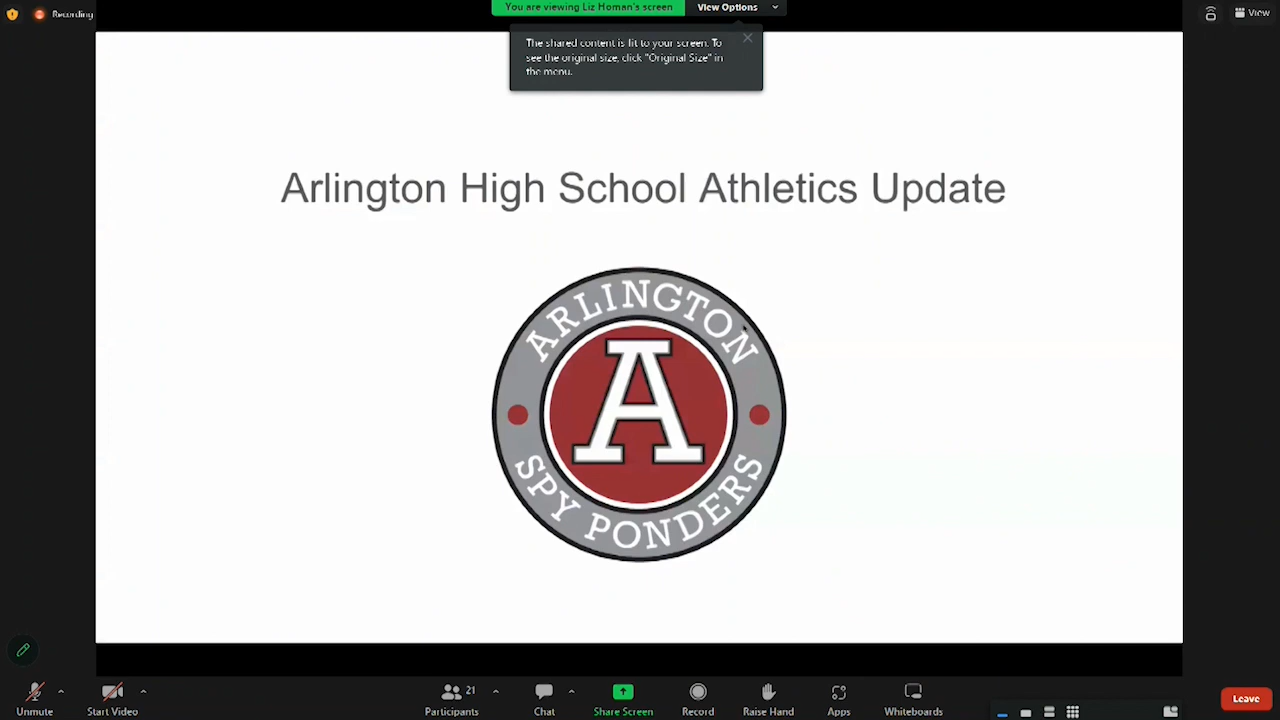 You are viewing Liz Homan's screen
View Options
Recording
View
The shared content is fit to your screen. To
see the original size, click "Original Size" in
the menu.
Arlington High School Athletics Update
ARLINGTON
A
SPY PONDERS
Unmute
Start Video
21
Participants
Chat
Share Screen
Record
Raise Hand
Apps
Whiteboards
Leave